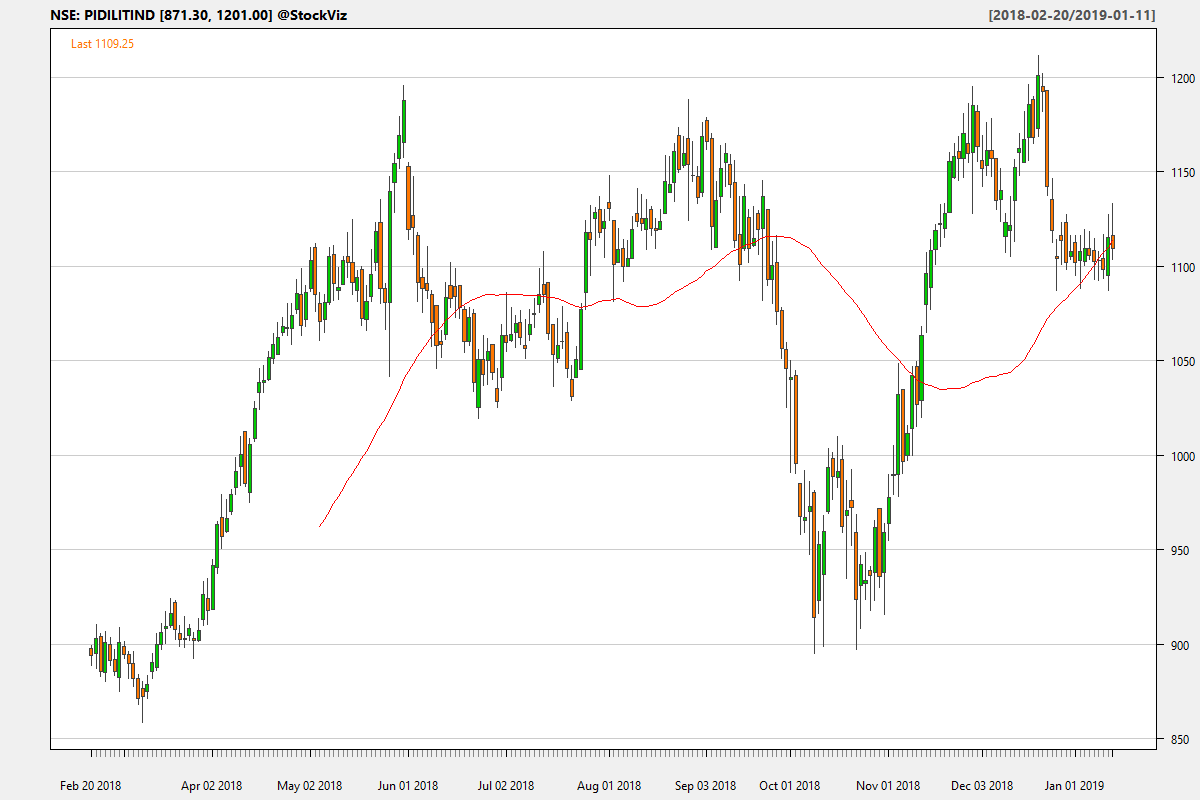 NSE: PIDILITIND [871.30, 1201.00] @StockViz [2018-02-20/2019-01-11]
Last 1109.25
1200
1150
1100
1050
1000
950
900
850
Feb 20 2018 Apr 02 2018 May 02 2018 Jun 01 2018 Jul 02 2018 Aug 01 2018 Sep 03 2018 Oct 01 2018 Nov 01 2018 Dec 03 2018 Jan 01 2019